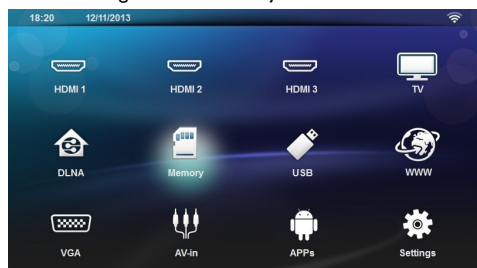 18:20 12/11/2013
HDMI 1 HDMI 2 HDMI 3 TV
DLNA Memory USB WWW
VGA AV-in APPs Settings